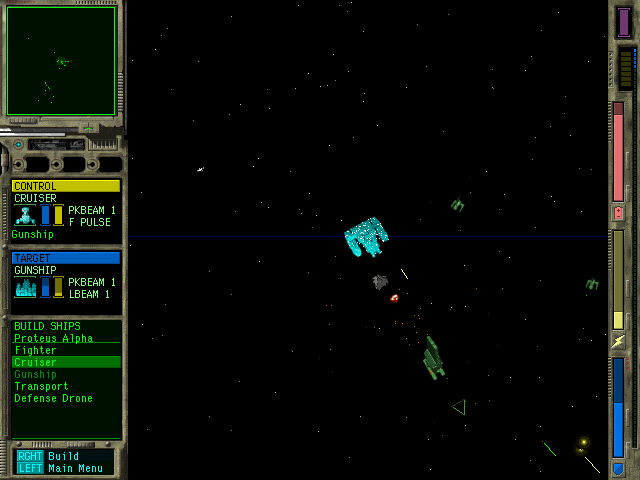 CONTROL
CRUISER
PKBEAM 1
F PULSE
Gunship
TARGET
GUNSHIP
PKBEAM 1
LBEAM 1
BUILD SHIPS
Proteus Alpha
Fighter
Cruiser
Gunship
Transport
Defense Drone
RGHT Build
LEFT Main Menu